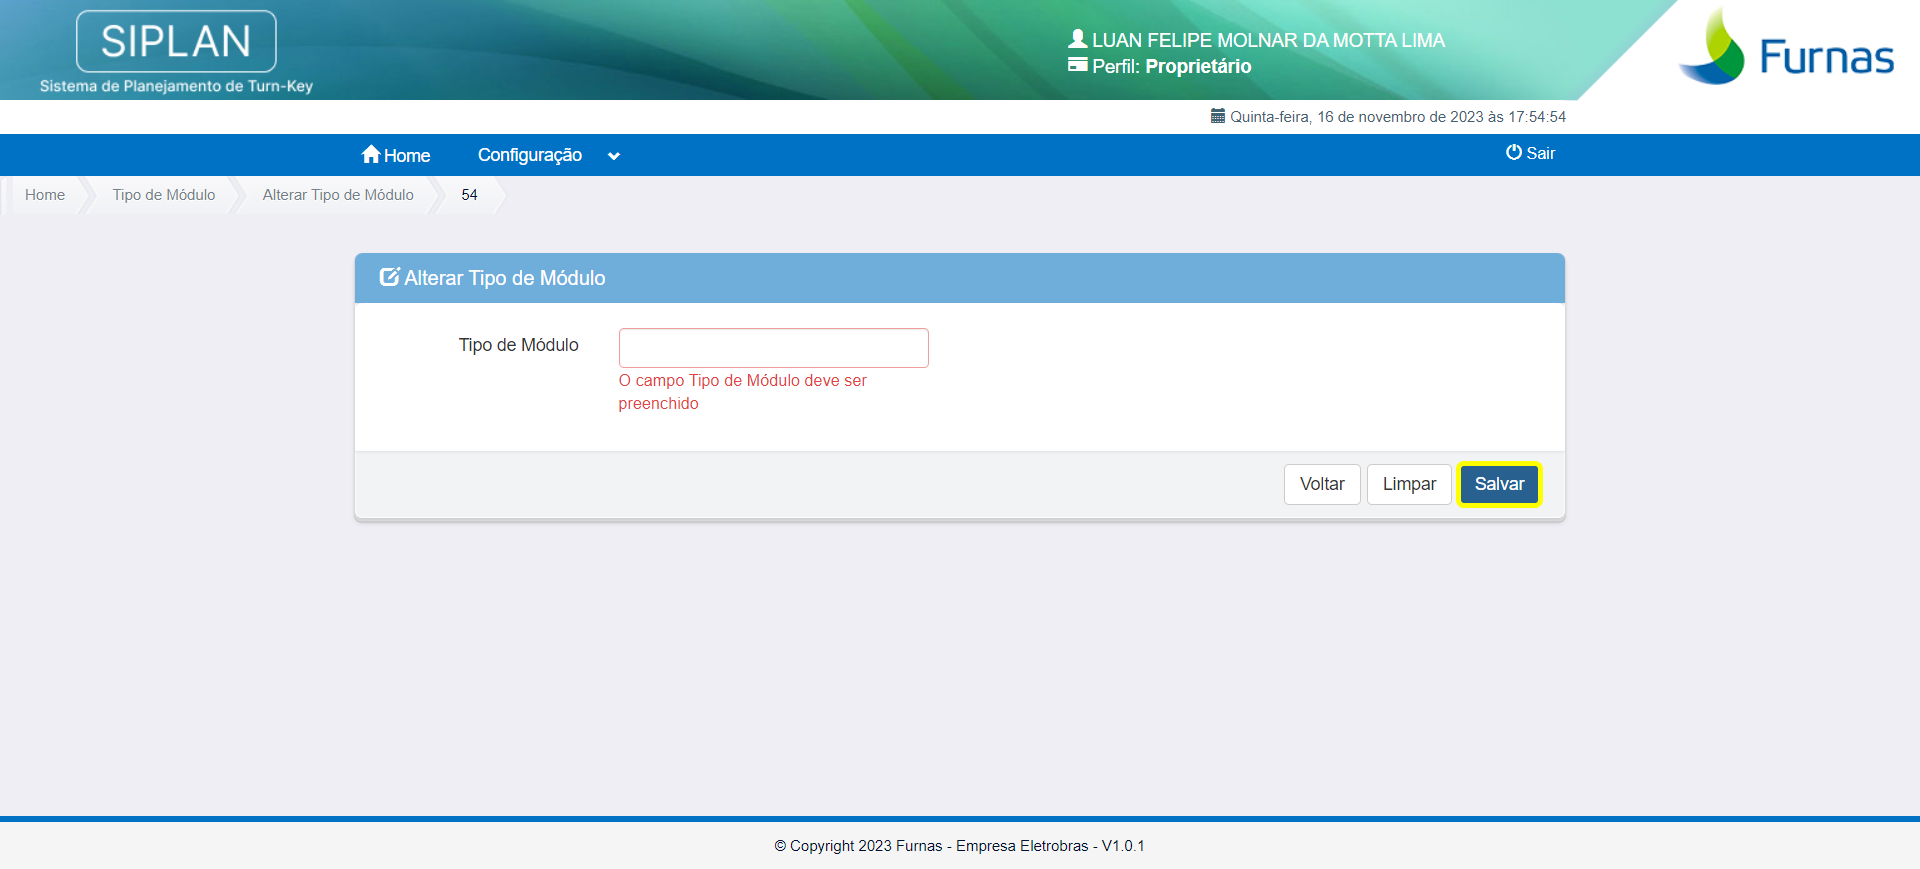 SIPLAN
Sistema de Planejamento de Turn-Key
LUAN FELIPE MOLNAR DA MOTTA LIMA
Perfil: Proprietário
Furnas
Quinta-feira, 16 de novembro de 2023 às 17:54:54
Home Configuração Sair
Home Tipo de Módulo Alterar Tipo de Módulo 54
Alterar Tipo de Módulo
Tipo de Módulo
O campo Tipo de Módulo deve ser
preenchido
Voltar Limpar Salvar
© Copyright 2023 Furnas - Empresa Eletrobras - V1.0.1